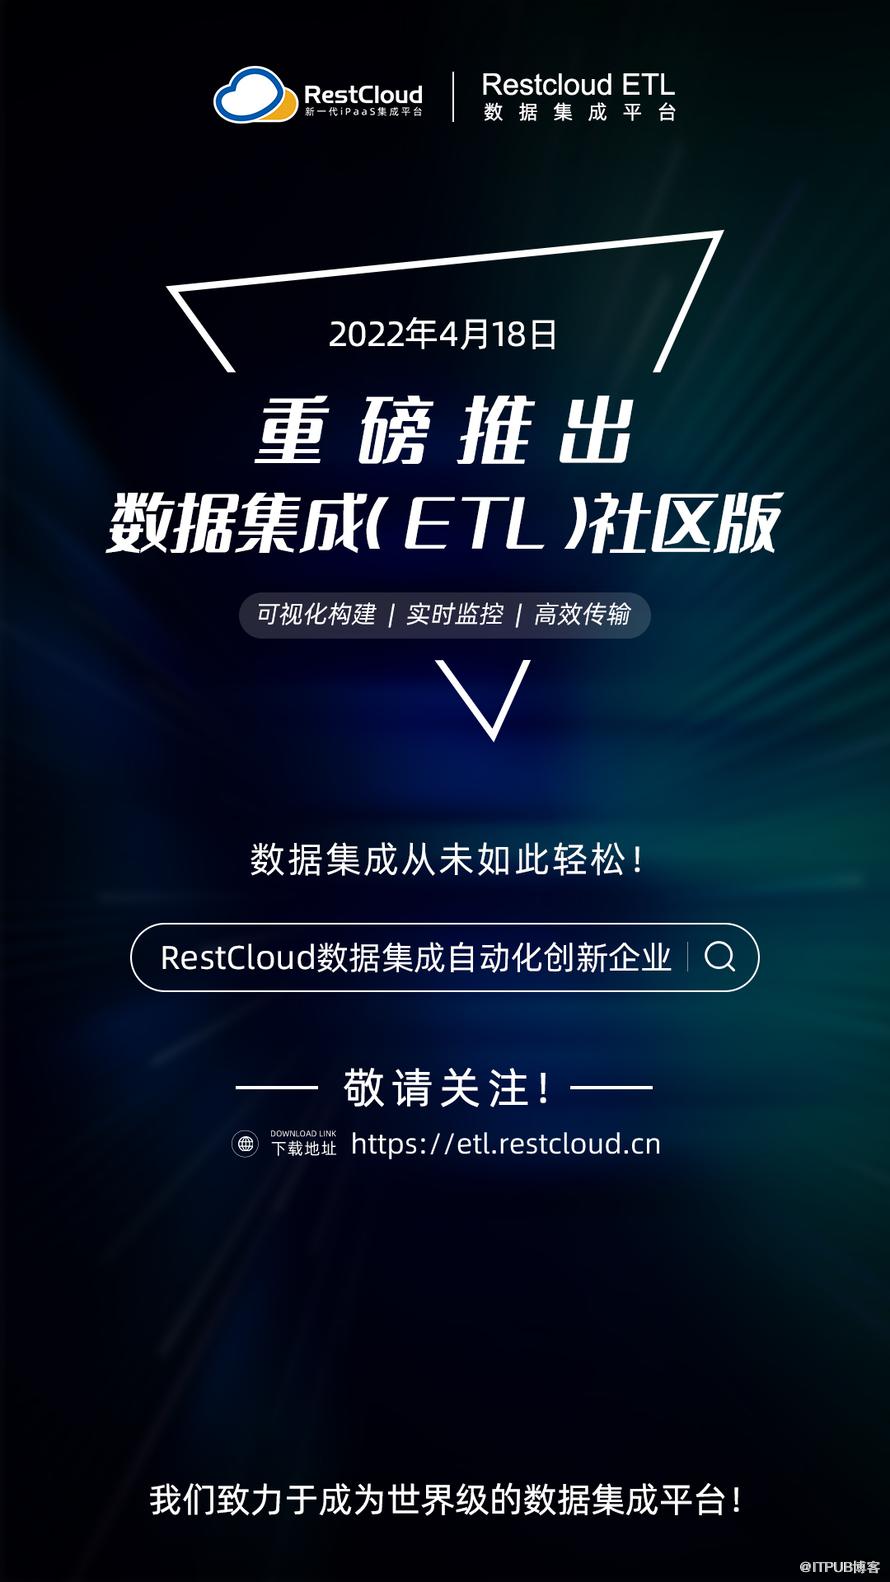 RestCloud
新一代iPaaS集成平台
Restcloud ETL
数据集成平台
2022年4月18日
重磅推出
数据集成(ETL)社区版
可视化构建 | 实时监控 | 高效传输
数据集成从未如此轻松!
RestCloud数据集成自动化创新企业
敬请关注!
DOWNLOAD LINK
下载地址
https://etl.restcloud.cn
我们致力于成为世界级的数据集成平台!
@ITPUB博客